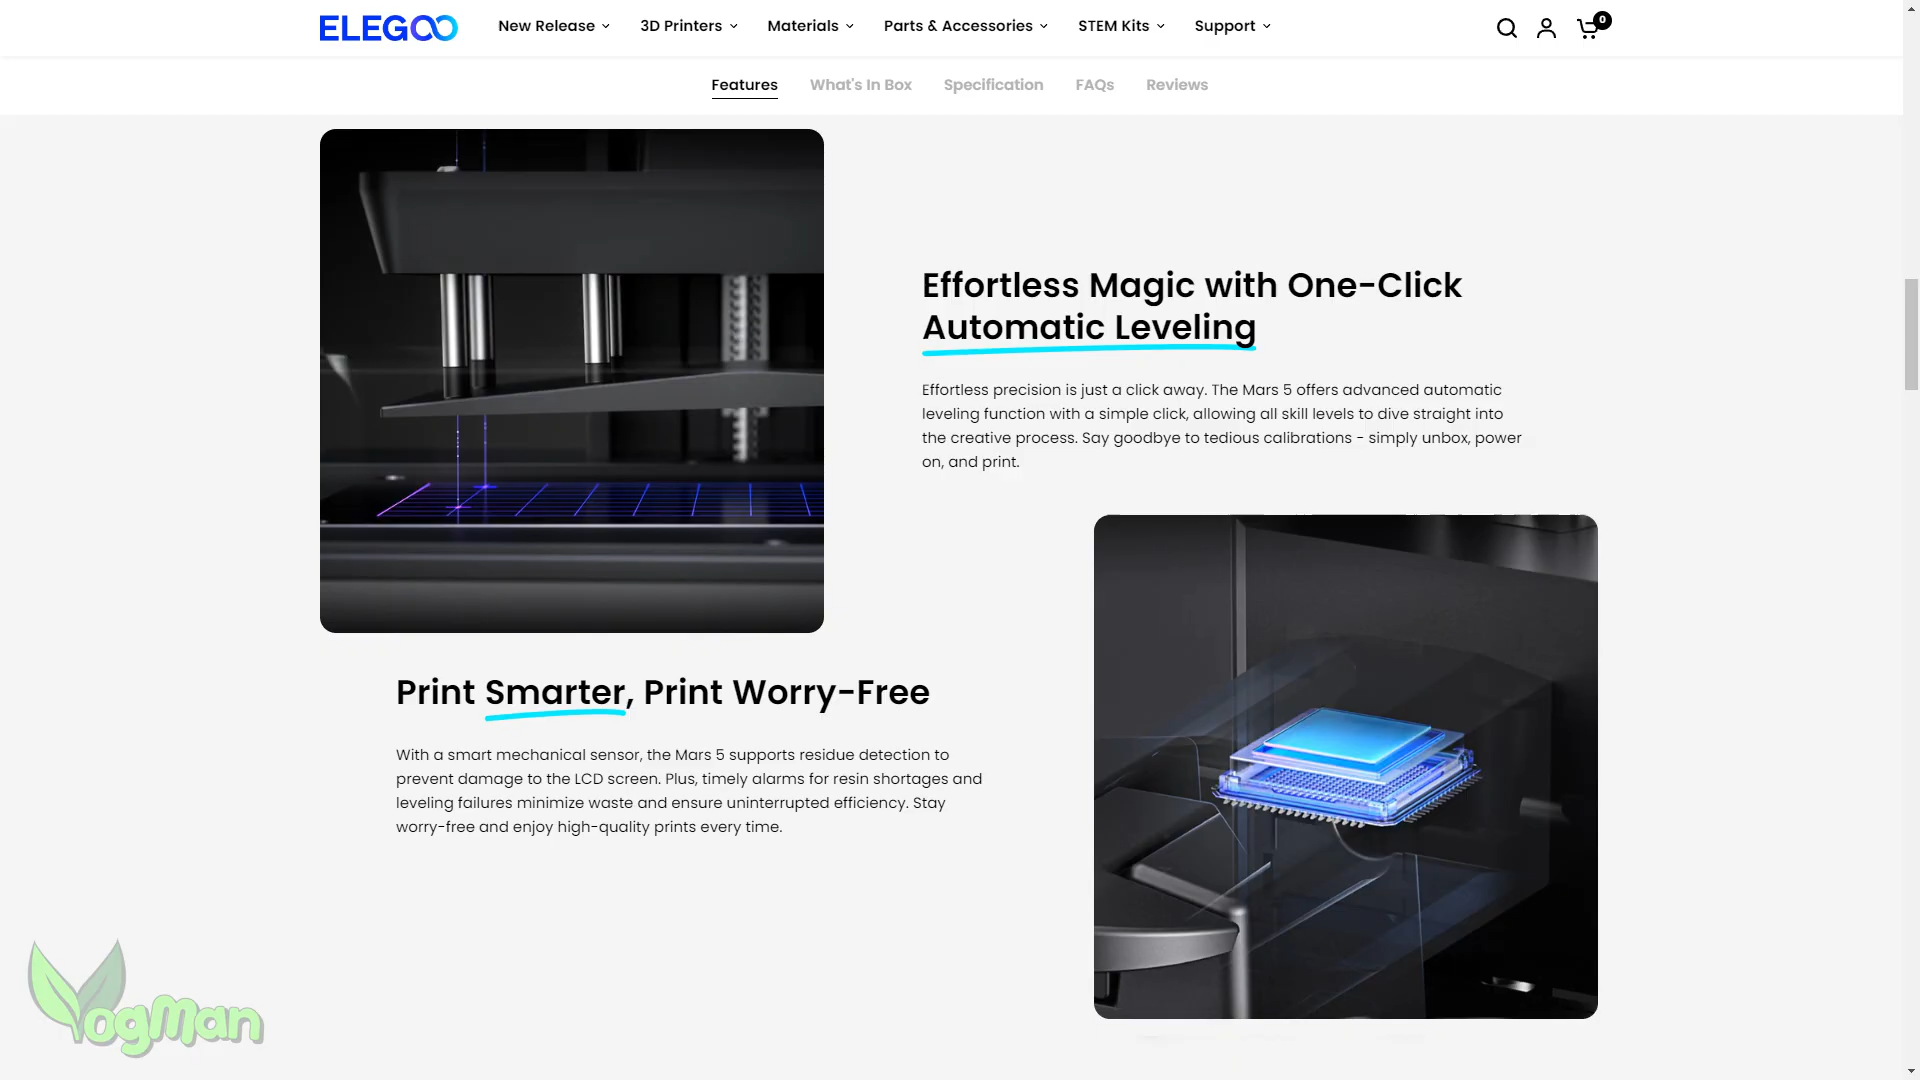 ELEGOO
New Release
3D Printers
Materials
Parts & Accessories
STEM Kits
Support
0
Features
What's In Box
Specification
FAQs
Reviews
Effortless Magic with One-Click
Automatic Leveling
Effortless precision is just a click away. The Mars 5 offers advanced automatic
leveling function with a simple click, allowing all skill levels to dive straight into
the creative process. Say goodbye to tedious calibrations - simply unbox, power
on, and print.
Print Smarter, Print Worry-Free
With a smart mechanical sensor, the Mars 5 supports residue detection to
prevent damage to the LCD screen. Plus, timely alarms for resin shortages and
leveling failures minimize waste and ensure uninterrupted efficiency. Stay
worry-free and enjoy high-quality prints every time.
YogMan